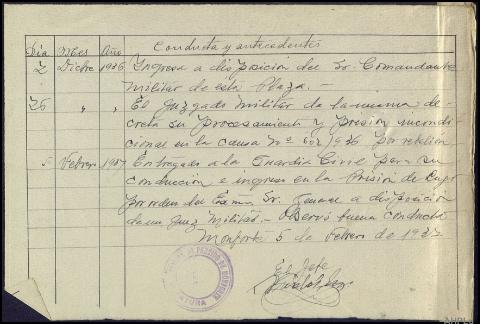 Conducta y antecedentes
Dia Mes Año
2 Dicbre 1936 Ingresa a disposición del Sr. Comandante
Militar de esta Plaza.—
26 " " El Juzgado Militar de la misma de-
creta su procesamiento y prisión incondi-
cional en la causa Nº 602/936 por rebelion
5 Febrero 1937 Entregado a la Guardia Civil para su
conducción e ingreso en la Prisión de
por orden del Exmo Sr. General a disposición
de un Juez Militar.— Observó buena conducta
Monforte 5 de Febrero de 1937
El Jefe
JEFATURA